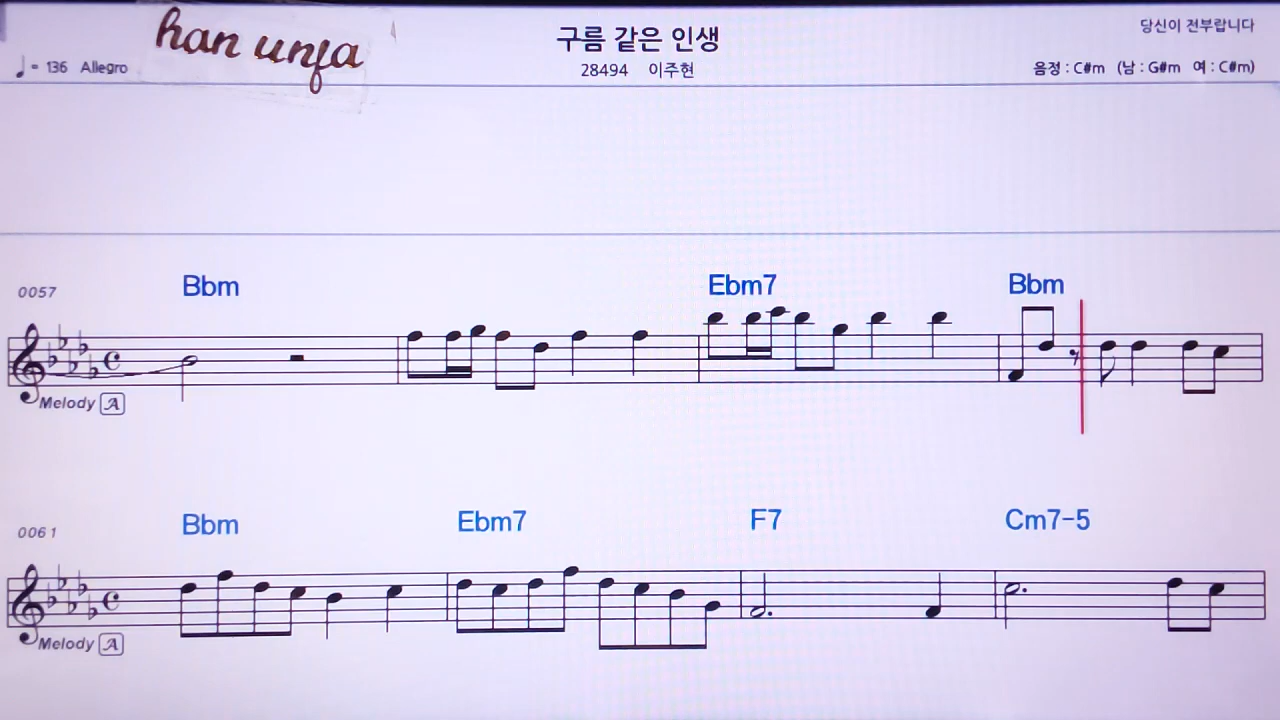 han unfa
구름 같은 인생
당신이 전부랍니다
♩= 136 Allegro
28494 이주현
음정 : C#m (남 : G#m 여 : C#m)
0057
Bbm Ebm7 Bbm
Melody A
0061
Bbm Ebm7 F7 Cm7-5
Melody A